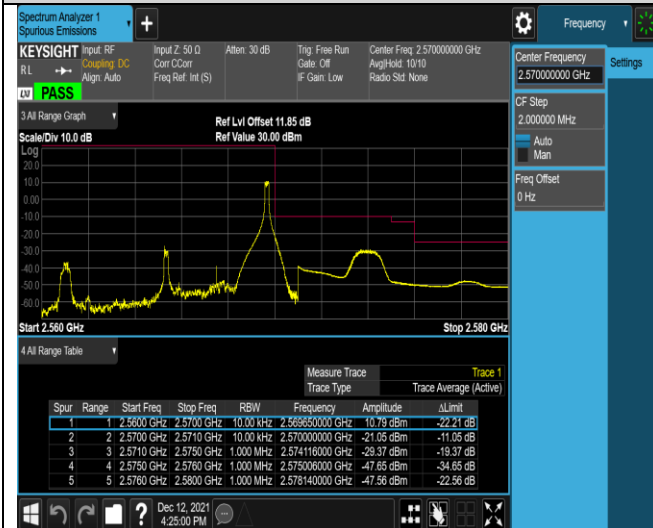 Spectrum Analyzer 1
Spurious Emissions
Frequency
KEYSIGHT
Input: RF
Input Z: 50 Ω
Atten: 30 dB
Trig: Free Run
Center Freq: 2.570000000 GHz
RL
Coupling: DC
Corr CCorr
Gate: Off
Avg|Hold: 10/10
Align: Auto
Freq Ref: Int (S)
IF Gain: Low
Radio Std: None
LV PASS
Center Frequency
2.570000000 GHz
Settings
CF Step
2.000000 MHz
Auto
Man
Freq Offset
0 Hz
3 All Range Graph
Ref Lvl Offset 11.85 dB
Scale/Div 10.0 dB
Ref Value 30.00 dBm
Log
20.0
10.0
0.00
-10.0
-20.0
-30.0
-40.0
-50.0
-60.0
Start 2.560 GHz
Stop 2.580 GHz
4 All Range Table
Measure Trace Trace 1
Trace Type Trace Average (Active)
Spur Range Start Freq Stop Freq RBW Frequency Amplitude ΔLimit
1 1 2.5600 GHz 2.5700 GHz 10.00 kHz 2.569650000 GHz 10.79 dBm -22.21 dB
2 2 2.5700 GHz 2.5710 GHz 10.00 kHz 2.570000000 GHz -21.05 dBm -11.05 dB
3 3 2.5710 GHz 2.5750 GHz 1.000 MHz 2.574116000 GHz -29.37 dBm -19.37 dB
4 4 2.5750 GHz 2.5760 GHz 1.000 MHz 2.575006000 GHz -47.65 dBm -34.65 dB
5 5 2.5760 GHz 2.5800 GHz 1.000 MHz 2.578140000 GHz -47.56 dBm -22.56 dB
Dec 12, 2021
4:25:00 PM